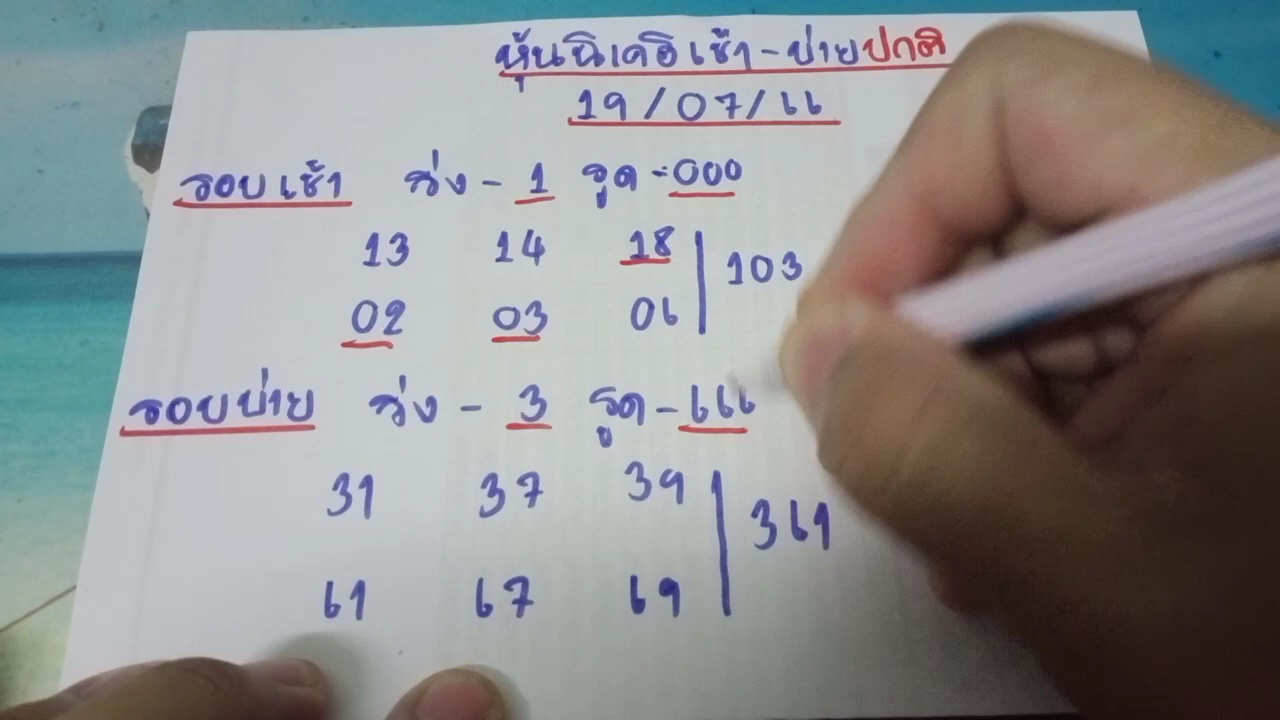 หุ้นนิเคอิเช้า-บ่ายปกติ
19/07/66
รอบเช้า วิ่ง - 1 รูด - 000
13 14 18 103
02 03 06
รอบบ่าย วิ่ง - 3 รูด - 666
31 37 39 361
61 67 69